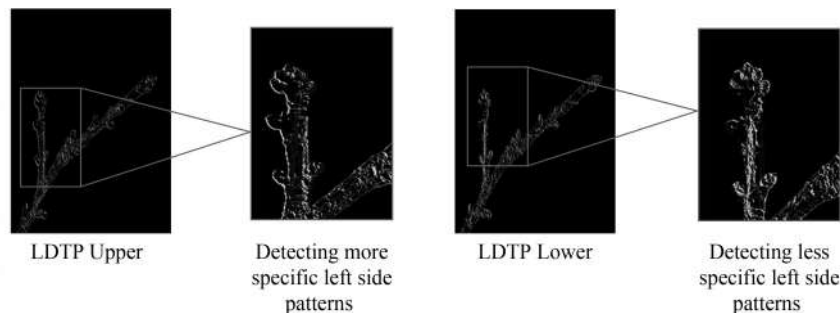 LDTP Upper
Detecting more
specific left side
patterns
LDTP Lower
Detecting less
specific left side
patterns